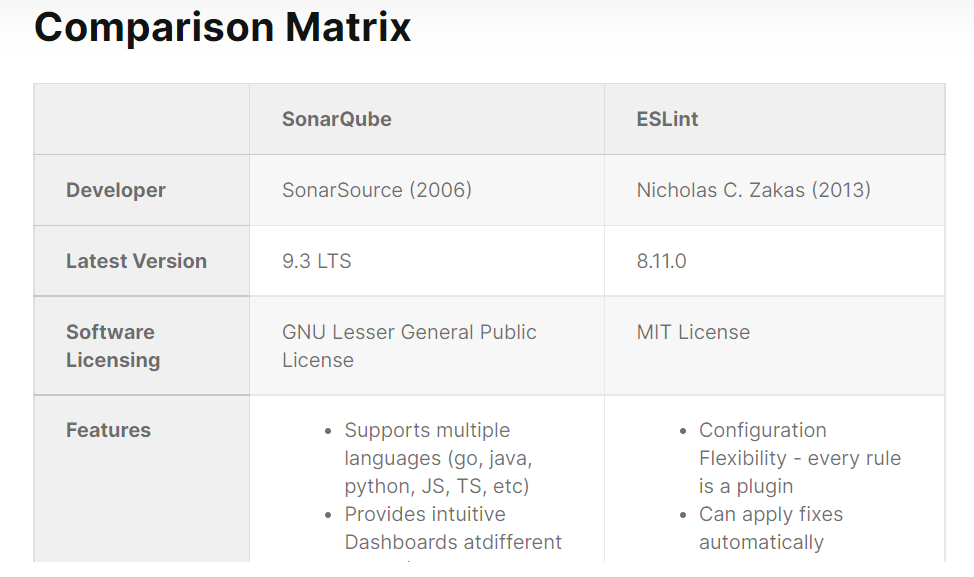 Comparison Matrix
SonarQube ESLint
Developer SonarSource (2006) Nicholas C. Zakas (2013)
Latest Version 9.3 LTS 8.11.0
Software Licensing GNU Lesser General Public License MIT License
Features
• Supports multiple
languages (go, java,
python, JS, TS, etc)
• Provides intuitive
Dashboards atdifferent
• Configuration
Flexibility - every rule
is a plugin
• Can apply fixes
automatically